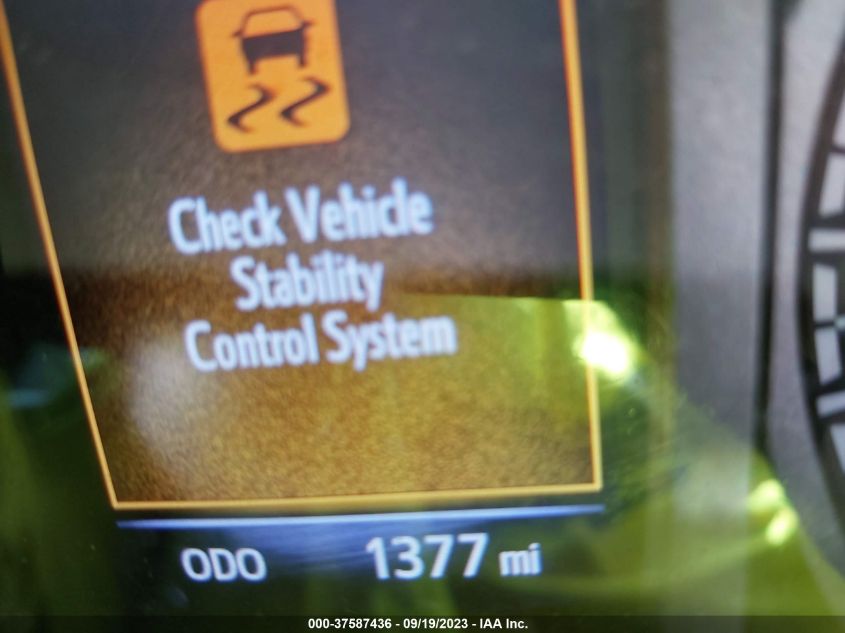 Check Vehicle
Stability
Control System
ODO 1377 mi
000-37587436 - 09/19/2023 - IAA Inc.